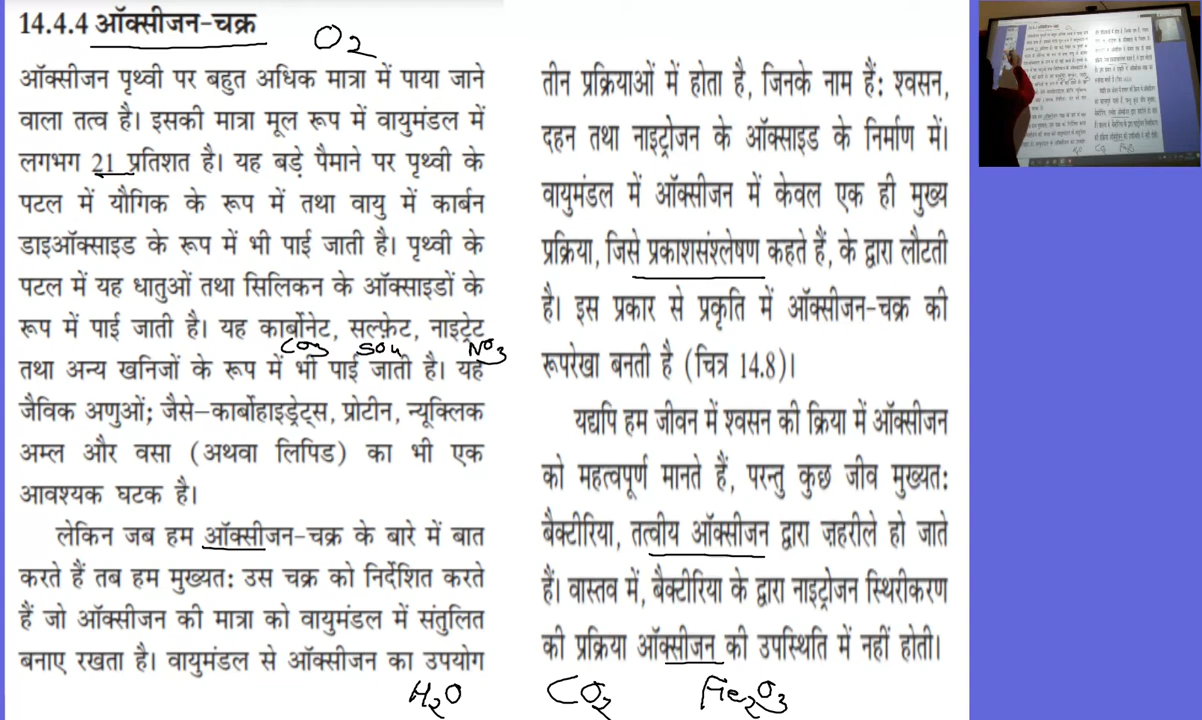 14.4.4 ऑक्सीजन-चक्र
O2
ऑक्सीजन पृथ्वी पर बहुत अधिक मात्रा में पाया जाने
वाला तत्व है। इसकी मात्रा मूल रूप में वायुमंडल में
लगभग 21 प्रतिशत है। यह बड़े पैमाने पर पृथ्वी के
पटल में यौगिक के रूप में तथा वायु में कार्बन
डाइऑक्साइड के रूप में भी पाई जाती है। पृथ्वी के
पटल में यह धातुओं तथा सिलिकन के ऑक्साइडों के
रूप में पाई जाती है। यह कार्बोनेट, सल्फ़ेट, नाइट्रेट
CO3 SO4 NO3
तथा अन्य खनिजों के रूप में भी पाई जाती है। यह
जैविक अणुओं; जैसे–कार्बोहाइड्रेट्स, प्रोटीन, न्यूक्लिक
अम्ल और वसा (अथवा लिपिड) का भी एक
आवश्यक घटक है।
लेकिन जब हम ऑक्सीजन-चक्र के बारे में बात
करते हैं तब हम मुख्यत: उस चक्र को निर्देशित करते
हैं जो ऑक्सीजन की मात्रा को वायुमंडल में संतुलित
बनाए रखता है। वायुमंडल से ऑक्सीजन का उपयोग
तीन प्रक्रियाओं में होता है, जिनके नाम हैं: श्वसन,
दहन तथा नाइट्रोजन के ऑक्साइड के निर्माण में।
वायुमंडल में ऑक्सीजन में केवल एक ही मुख्य
प्रक्रिया, जिसे प्रकाशसंश्लेषण कहते हैं, के द्वारा लौटती
है। इस प्रकार से प्रकृति में ऑक्सीजन-चक्र की
रूपरेखा बनती है (चित्र 14.8)।
यद्यपि हम जीवन में श्वसन की क्रिया में ऑक्सीजन
को महत्वपूर्ण मानते हैं, परन्तु कुछ जीव मुख्यत:
बैक्टीरिया, तत्वीय ऑक्सीजन द्वारा ज़हरीले हो जाते
हैं। वास्तव में, बैक्टीरिया के द्वारा नाइट्रोजन स्थिरीकरण
की प्रक्रिया ऑक्सीजन की उपस्थिति में नहीं होती।
H2O CO2 Fe2O3